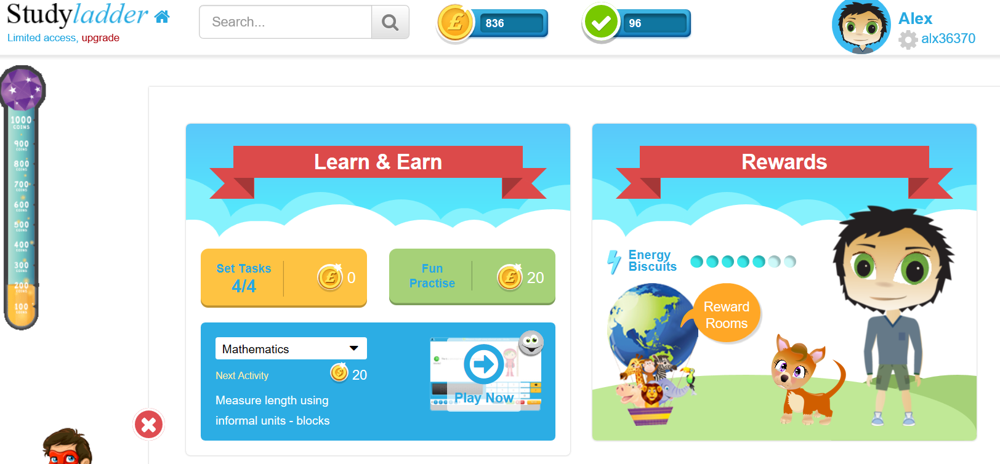 Studyladder
Limited access, upgrade
Search...
836
96
Alex
alx36370
1000
COINS
900
COINS
800
COINS
700
COINS
600
COINS
500
COINS
400
COINS
300
COINS
200
COINS
100
COINS
Learn & Earn
Set Tasks
4/4
0
Fun
Practise
20
Mathematics
Next Activity
20
Measure length using
informal units - blocks
Play Now
Rewards
Energy
Biscuits
Reward
Rooms